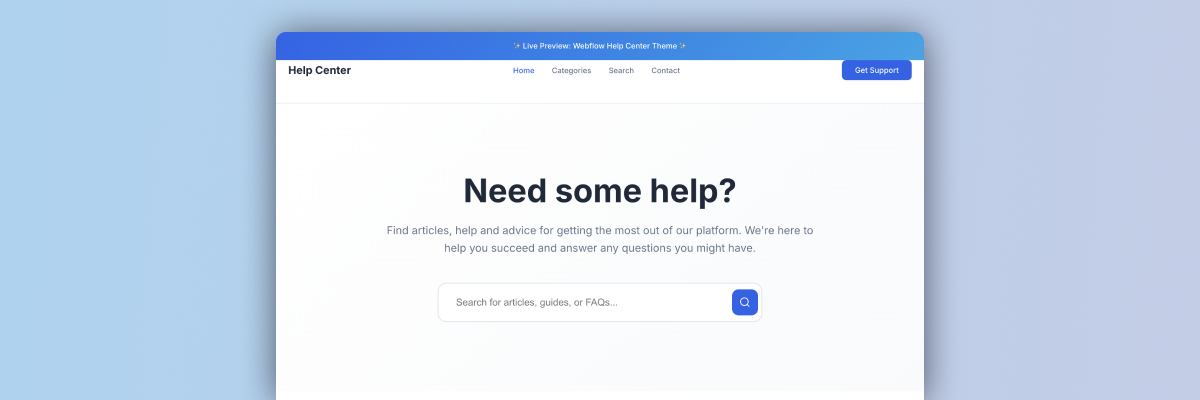 ✨ Live Preview: Webflow Help Center Theme ✨
Help Center
Home
Categories
Search
Contact
Get Support
Need some help?
Find articles, help and advice for getting the most out of our platform. We're here to
help you succeed and answer any questions you might have.
Search for articles, guides, or FAQs...